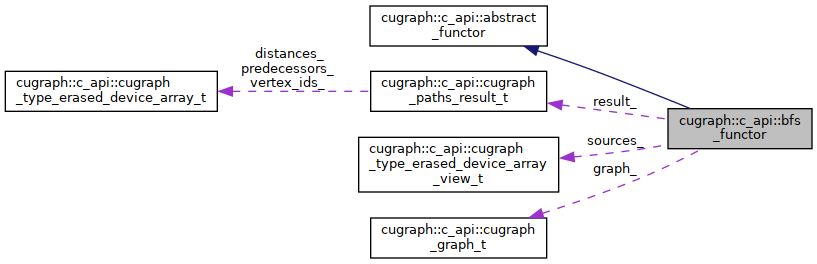 cugraph::c_api::abstract
_functor
distances_
predecessors_
vertex_ids_
cugraph::c_api::cugraph
_type_erased_device_array_t
cugraph::c_api::cugraph
_paths_result_t
result_
cugraph::c_api::bfs
_functor
sources_
cugraph::c_api::cugraph
_type_erased_device_array
_view_t
graph_
cugraph::c_api::cugraph
_graph_t